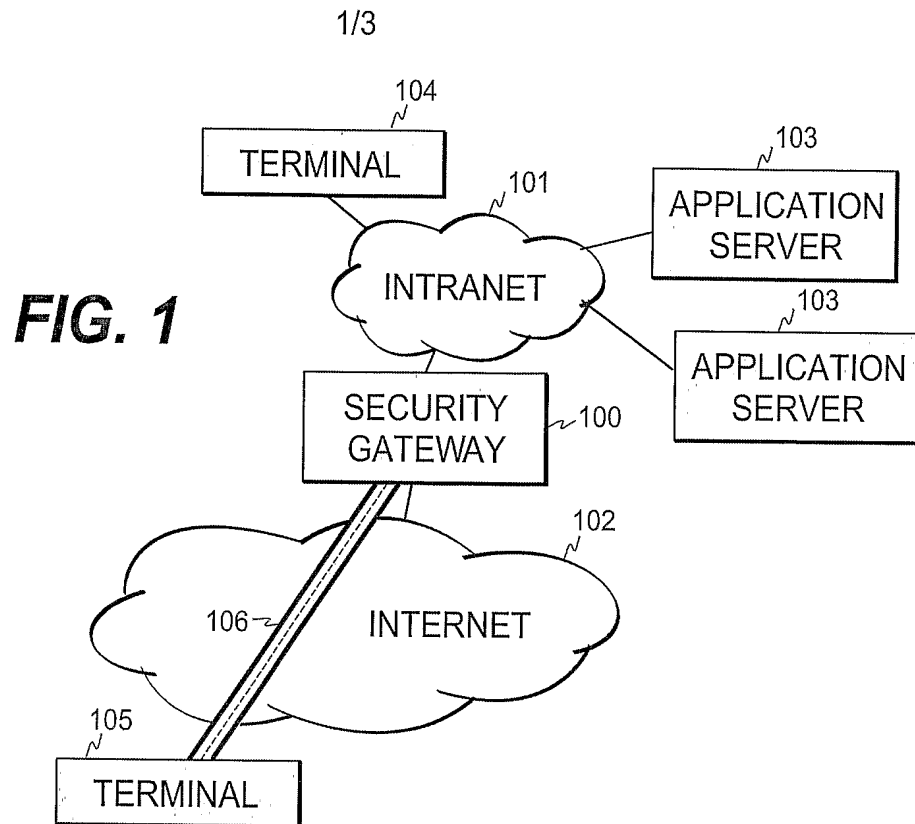 1/3
104
TERMINAL
103
APPLICATION
SERVER
101
INTRANET
FIG. 1
103
APPLICATION
SERVER
SECURITY
GATEWAY
100
102
106
INTERNET
105
TERMINAL